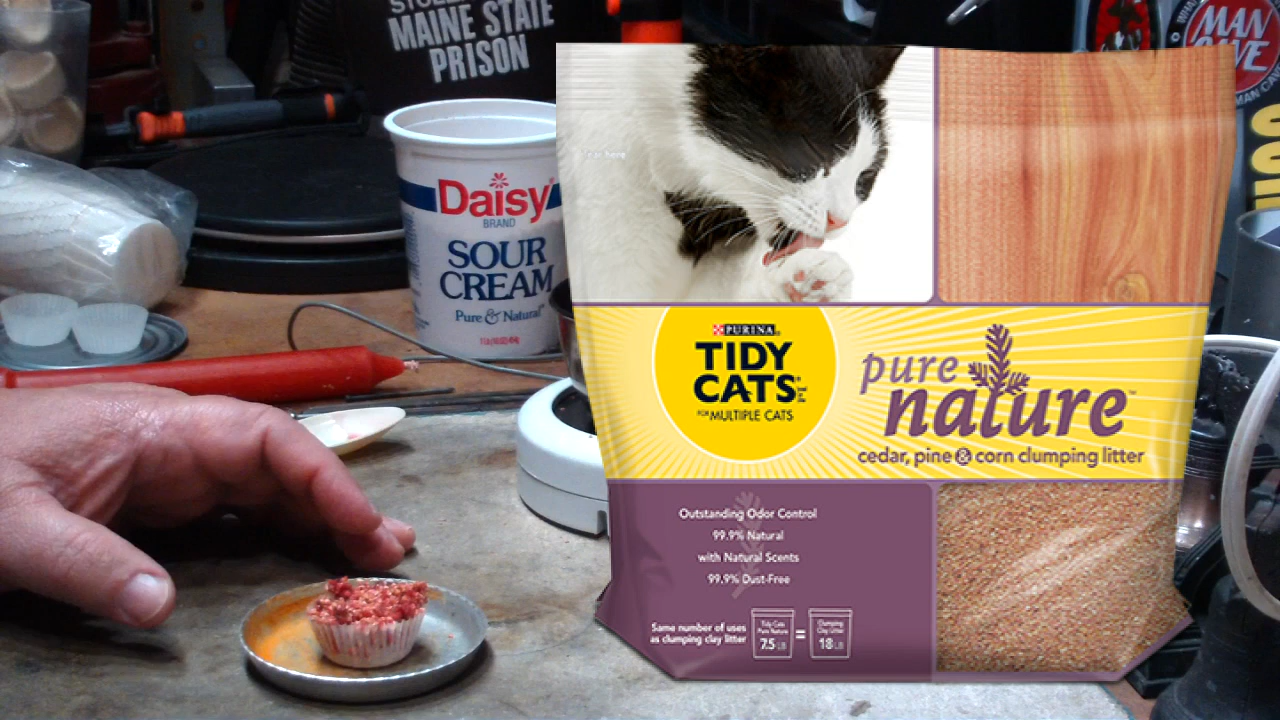 MAINE STATE
PRISON
MAN
CAVE
Daisy
BRAND
SOUR
CREAM
Pure & Natural
PURINA
TIDY
CATS
FOR MULTIPLE CATS
pure
nature
cedar, pine & corn clumping litter
Outstanding Odor Control
99.9% Natural
with Natural Scents
99.9% Dust-Free
Same number of uses
as clumping clay litter
Tidy Cats
Pure Nature
7.5 LB
=
Clumping
Clay Litter
18 LB